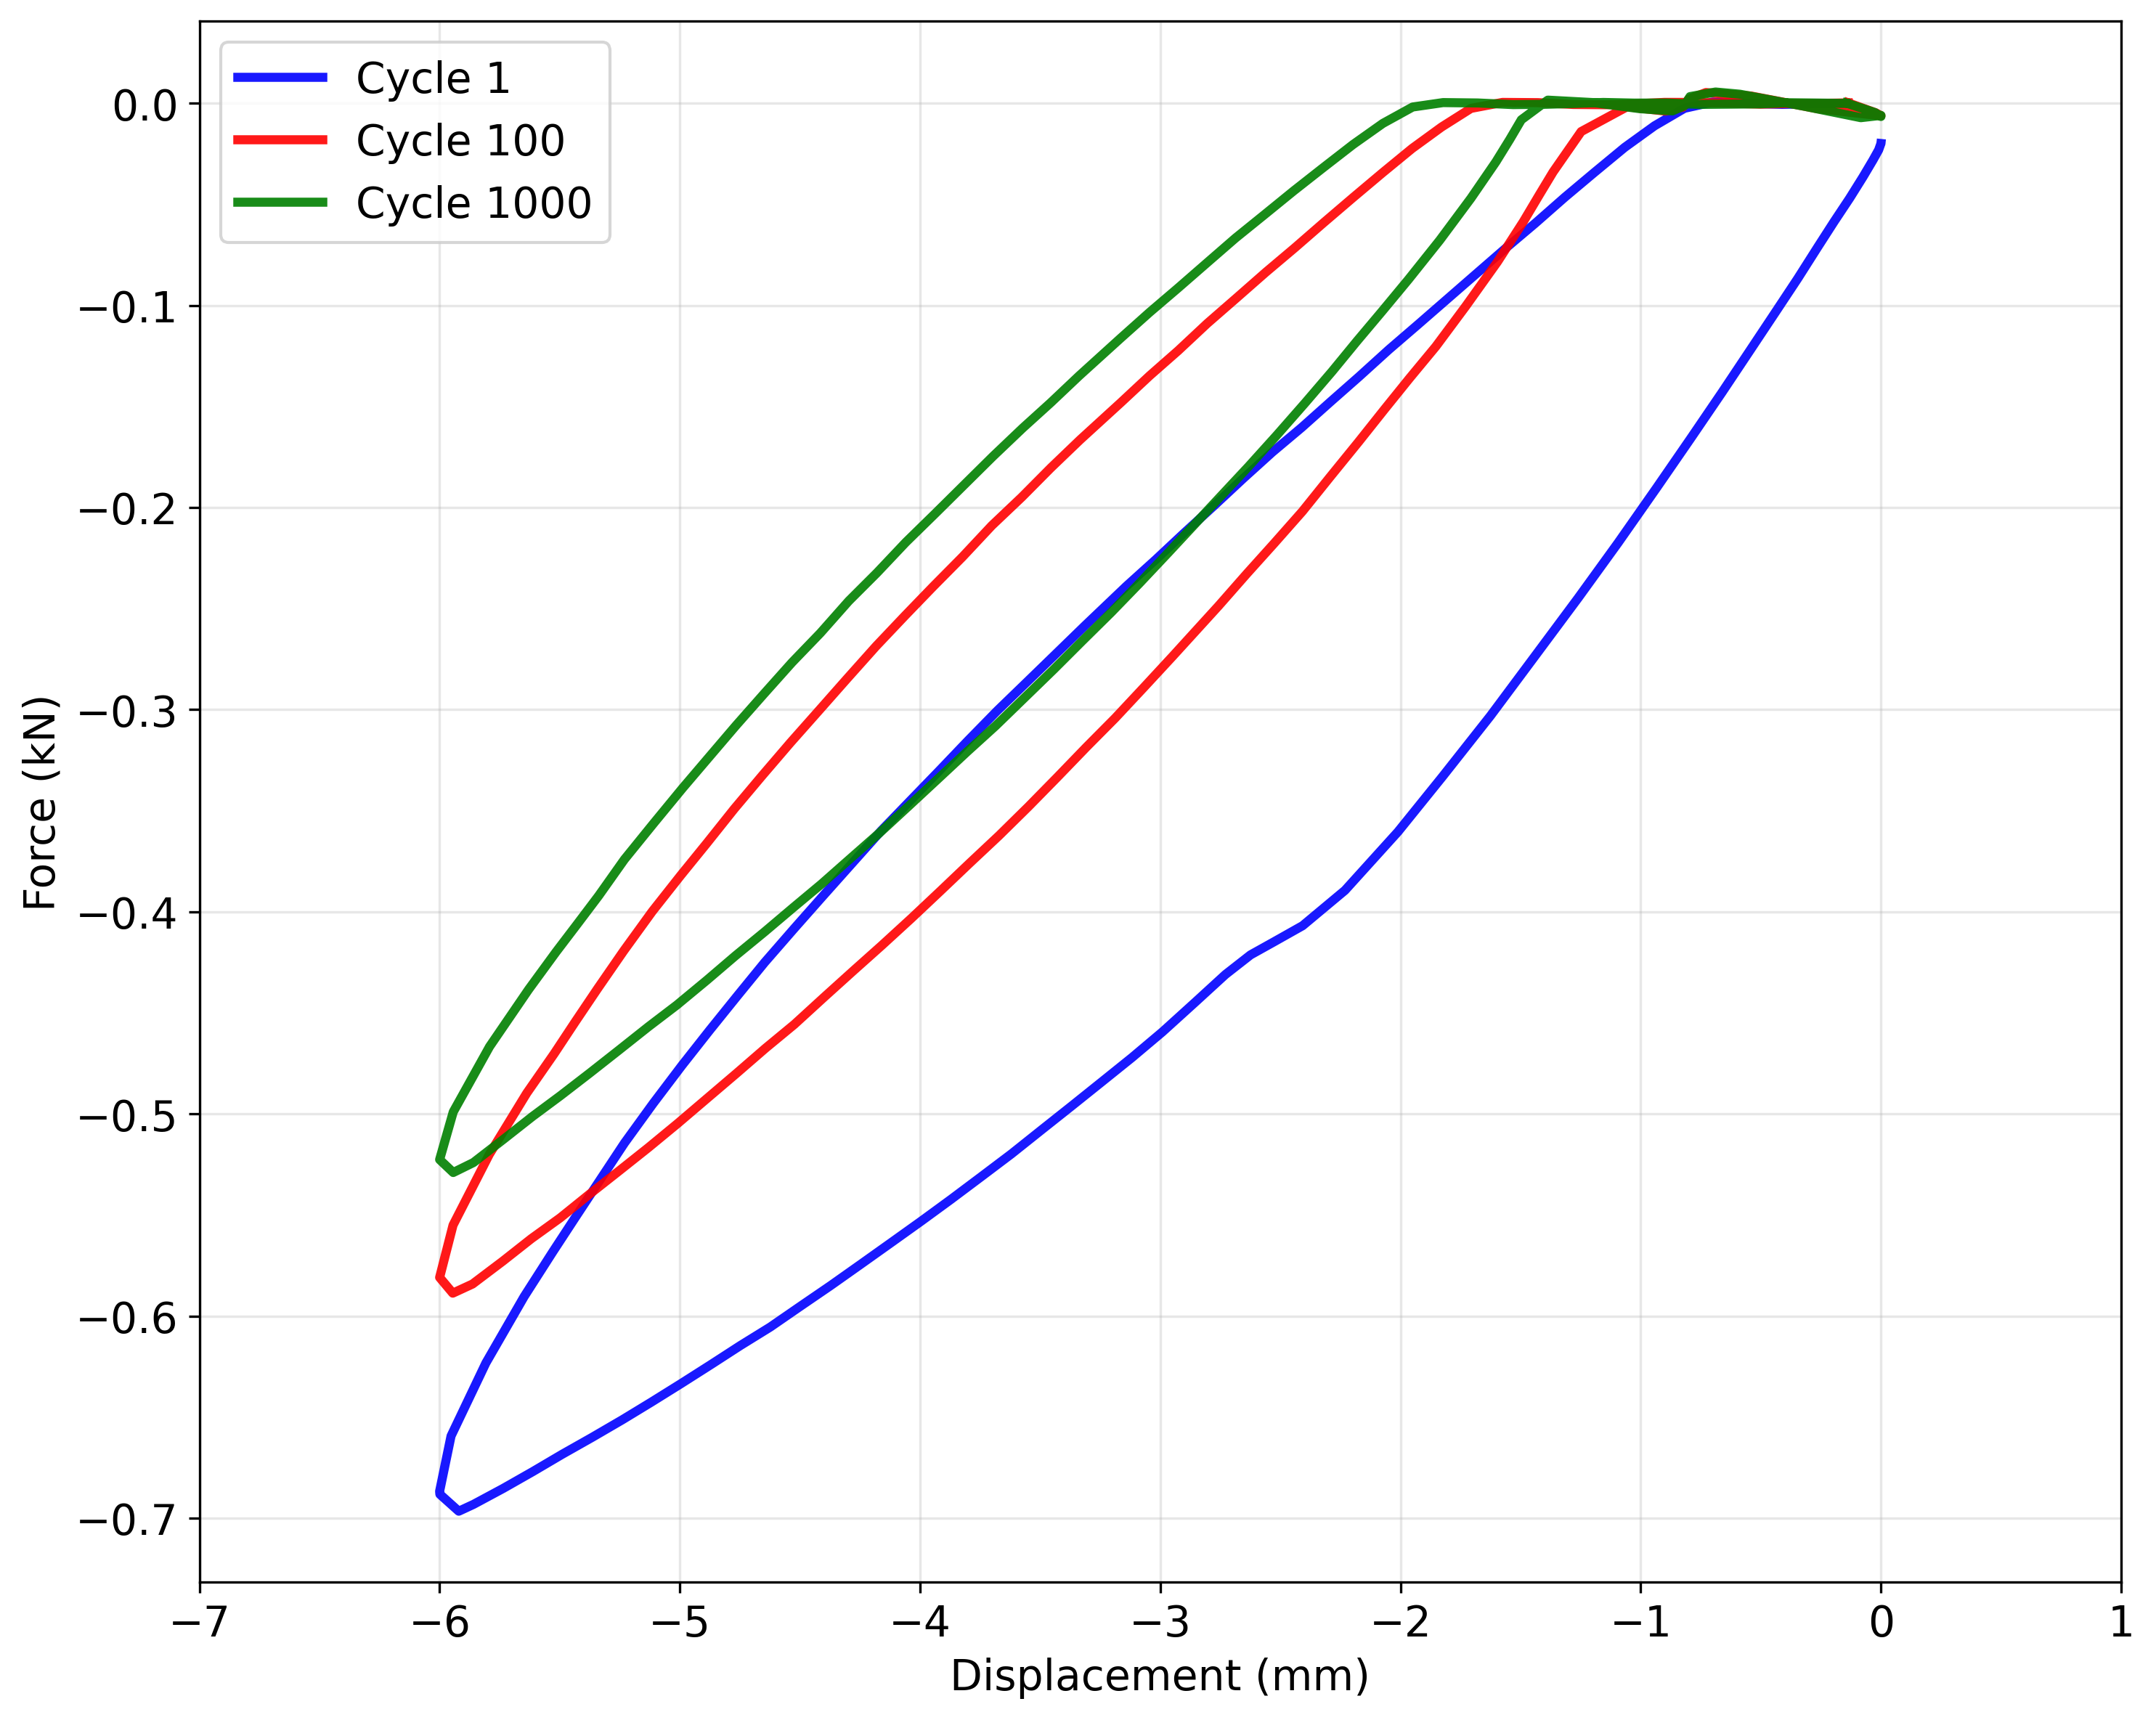 Cycle 1
Cycle 100
Cycle 1000
0.0
−0.1
−0.2
−0.3
−0.4
−0.5
−0.6
−0.7
Force (kN)
−7 −6 −5 −4 −3 −2 −1 0 1
Displacement (mm)